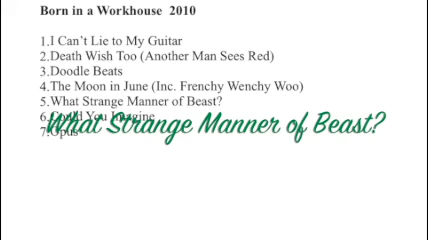 Born in a Workhouse  2010
1.I Can't Lie to My Guitar
2.Death Wish Too (Another Man Sees Red)
3.Doodle Beats
4.The Moon in June (Inc. Frenchy Wenchy Woo)
5.What Strange Manner of Beast?
6.Could You Imagine
What Strange Manner of Beast?
7.Opus